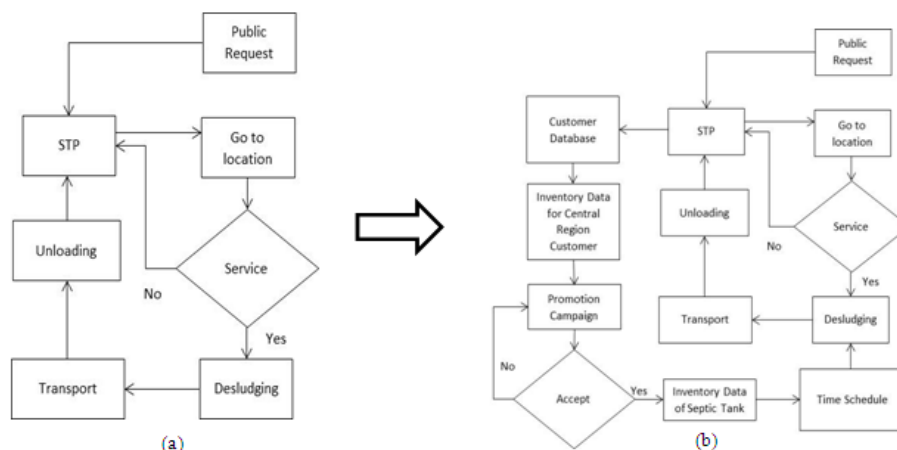 Public
Request
STP
Go to
location
Unloading
Service
No
Yes
Transport
Desludging
(a)
Public
Request
Customer
Database
STP
Go to
location
Inventory Data
for Central
Region
Customer
Unloading
Service
No
Yes
Promotion
Campaign
Transport
Desludging
No
Accept
Yes
Inventory Data
of Septic Tank
Time Schedule
(b)